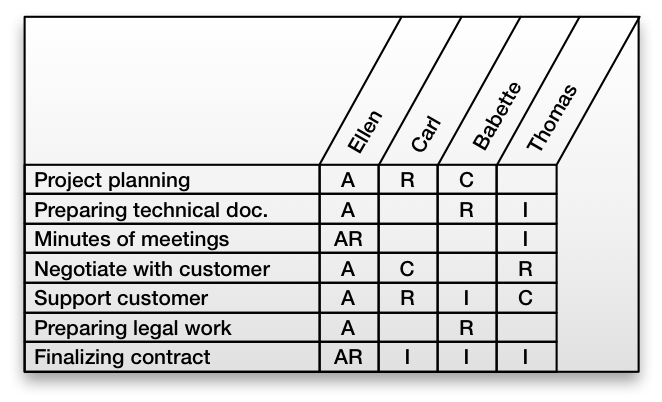 Ellen Carl Babette Thomas
Project planning A R C
Preparing technical doc. A R I
Minutes of meetings AR I
Negotiate with customer A C R
Support customer A R I C
Preparing legal work A R
Finalizing contract AR I I I